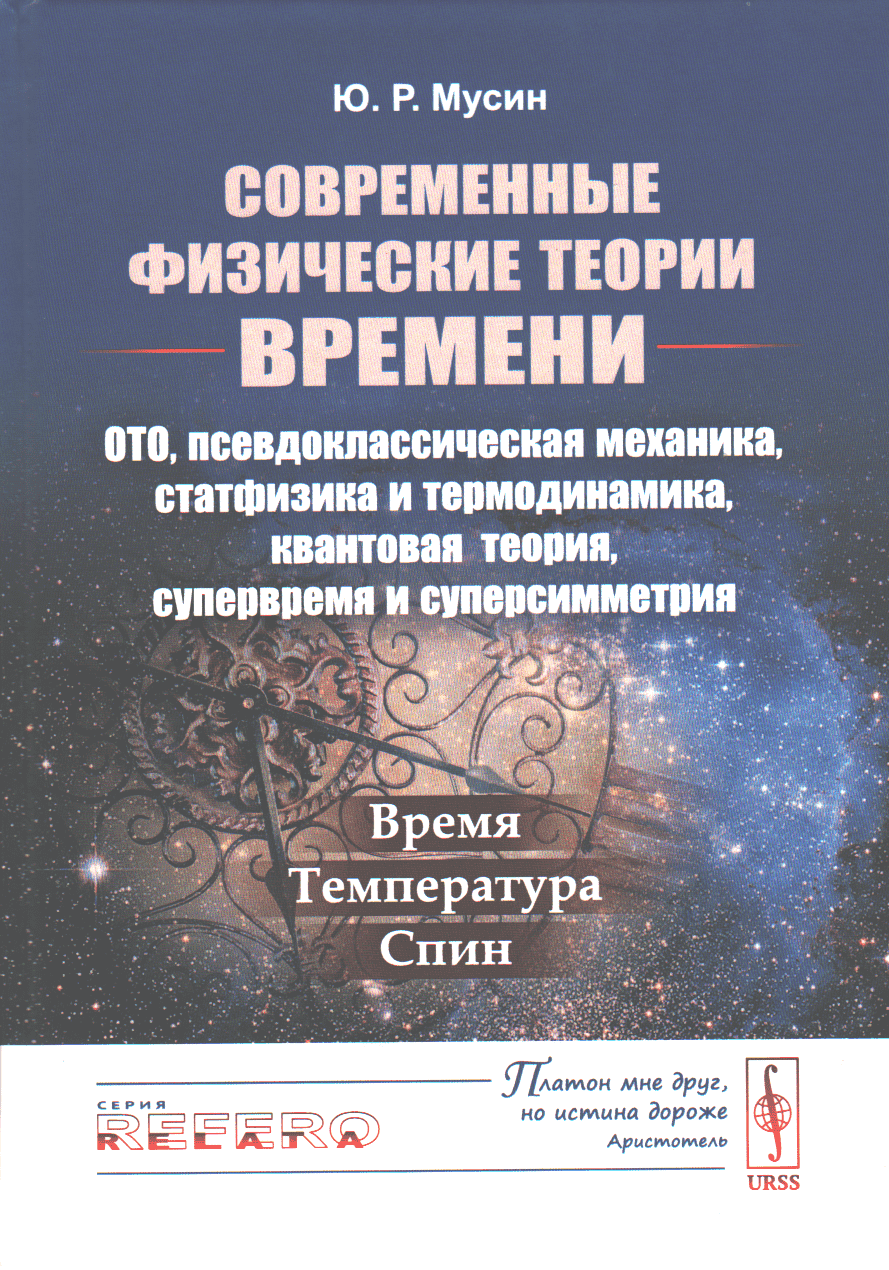 Ю. Р. Мусин
СОВРЕМЕННЫЕ
ФИЗИЧЕСКИЕ ТЕОРИИ
ВРЕМЕНИ
ОТО, псевдоклассическая механика,
статфизика и термодинамика,
квантовая теория,
супервремя и суперсимметрия
Время
Температура
Спин
СЕРИЯ
REFERO
RELATA
Платон мне друг,
но истина дороже
Аристотель
URSS